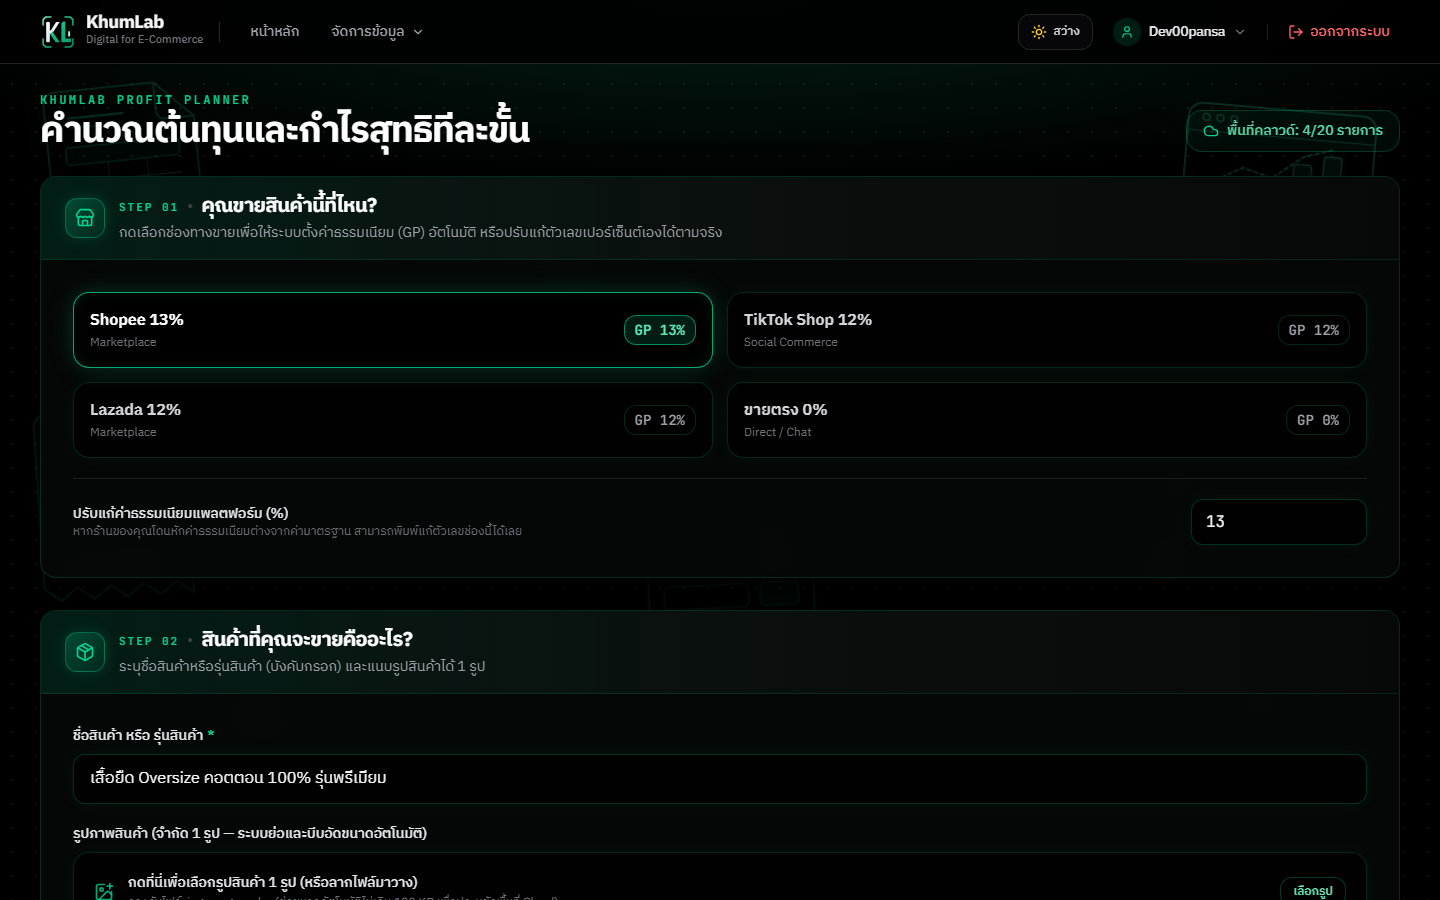 KL
KhumLab
Digital for E-Commerce
หน้าหลัก
จัดการข้อมูล
สว่าง
Dev00pansa
ออกจากระบบ
KHUMLAB PROFIT PLANNER
คำนวณต้นทุนและกำไรสุทธิทีละขั้น
พื้นที่คลาวด์: 4/20 รายการ
STEP 01 • คุณขายสินค้านี้ที่ไหน?
กดเลือกช่องทางขายเพื่อให้ระบบตั้งค่าธรรมเนียม (GP) อัตโนมัติ หรือปรับแก้ตัวเลขเปอร์เซ็นต์เองได้ตามจริง
Shopee 13%
Marketplace
GP 13%
TikTok Shop 12%
Social Commerce
GP 12%
Lazada 12%
Marketplace
GP 12%
ขายตรง 0%
Direct / Chat
GP 0%
ปรับแก้ค่าธรรมเนียมแพลตฟอร์ม (%)
หากร้านของคุณโดนหักค่าธรรมเนียมต่างจากค่ามาตรฐาน สามารถพิมพ์แก้ตัวเลขช่องนี้ได้เลย
13
STEP 02 • สินค้าที่คุณจะขายคืออะไร?
ระบุชื่อสินค้าหรือรุ่นสินค้า (บังคับกรอก) และแนบรูปสินค้าได้ 1 รูป
ชื่อสินค้า หรือ รุ่นสินค้า *
เสื้อยืด Oversize คอตตอน 100% รุ่นพรีเมียม
รูปภาพสินค้า (จำกัด 1 รูป — ระบบย่อและบีบอัดขนาดอัตโนมัติ)
กดที่นี่เพื่อเลือกรูปสินค้า 1 รูป (หรือลากไฟล์มาวาง)
เลือกรูป